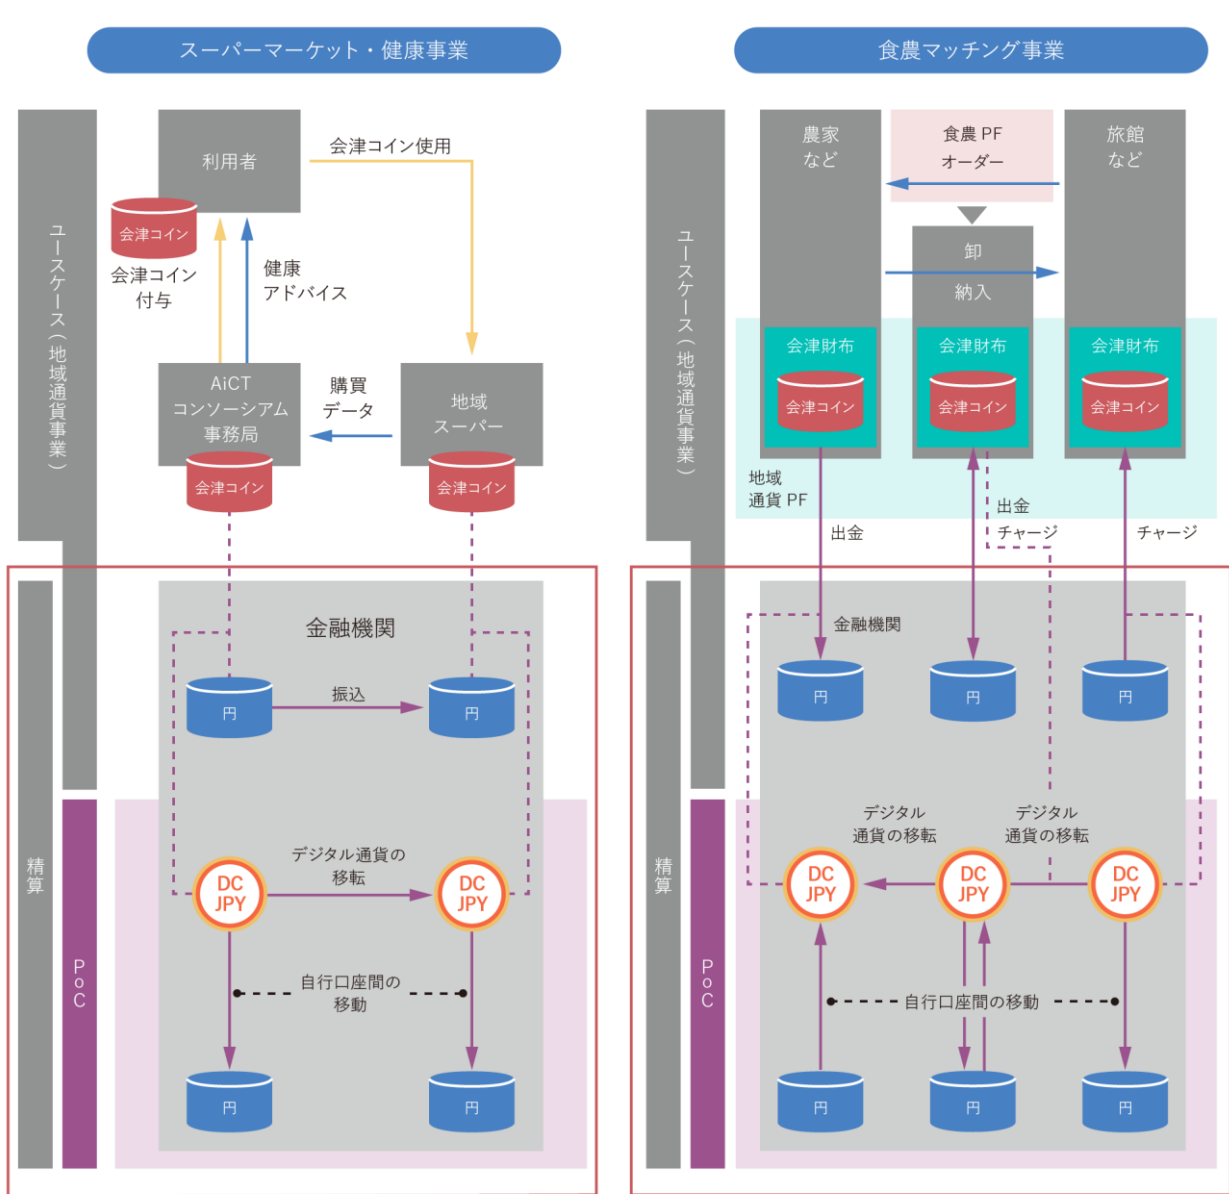 スーパーマーケット・健康事業
ユースケース（地域通貨事業）
利用者
会津コイン
会津コイン
付与
会津コイン使用
健康
アドバイス
AiCT
コンソーシアム
事務局
会津コイン
購買
データ
地域
スーパー
会津コイン
精算
金融機関
円
振込
円
PoC
DC
JPY
デジタル通貨の
移転
DC
JPY
自行口座間の
移動
円
円
食農マッチング事業
ユースケース（地域通貨事業）
農家
など
食農 PF
オーダー
旅館
など
卸
納入
会津財布
会津コイン
会津財布
会津コイン
会津財布
会津コイン
地域
通貨 PF
出金
出金
チャージ
チャージ
精算
金融機関
円
円
円
PoC
デジタル
通貨の移転
デジタル
通貨の移転
DC
JPY
DC
JPY
DC
JPY
自行口座間の移動
円
円
円